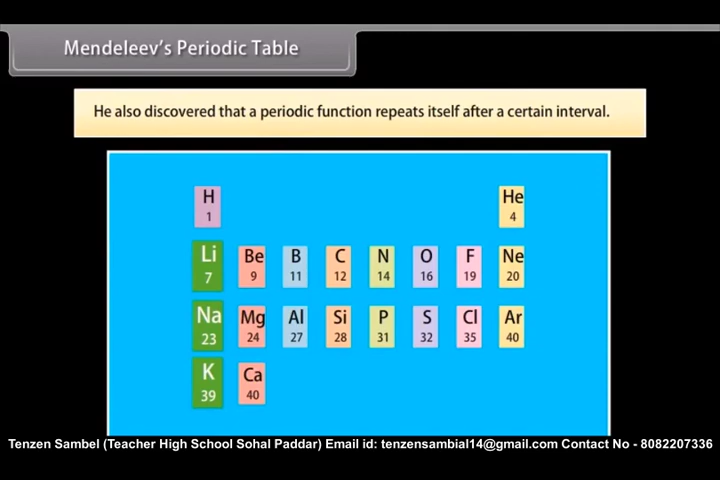 Mendeleev's Periodic Table
He also discovered that a periodic function repeats itself after a certain interval.
H He
1 4
Li Be B C N O F Ne
7 9 11 12 14 16 19 20
Na Mg Al Si P S Cl Ar
23 24 27 28 31 32 35 40
K Ca
39 40
Tenzen Sambel (Teacher High School Sohal Paddar) Email id: tenzensambial14@gmail.com Contact No - 8082207336